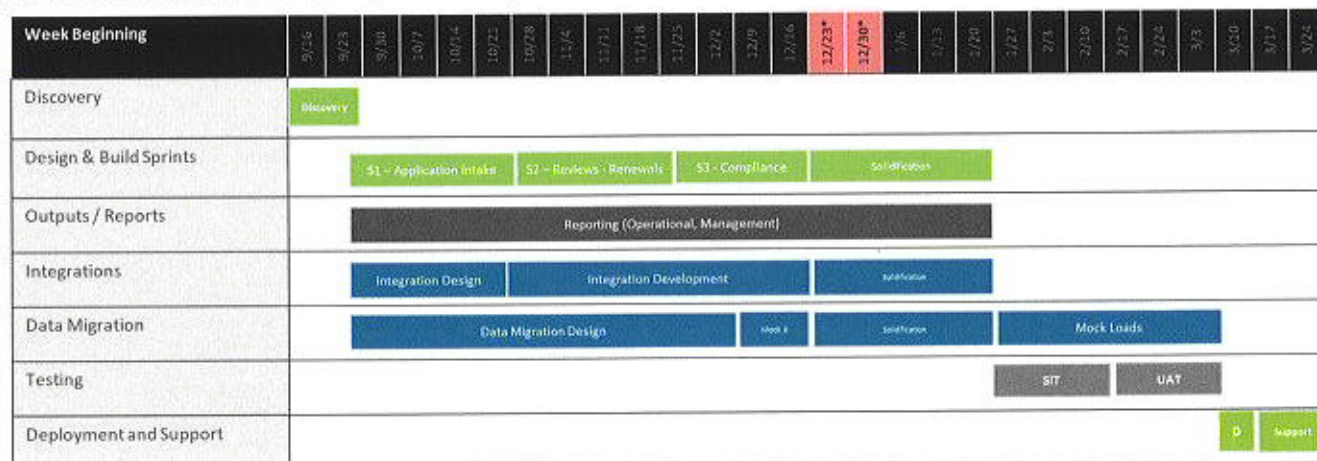 Week Beginning 9/16 9/23 9/30 10/7 10/14 10/21 10/28 11/4 11/11 11/18 11/25 12/2 12/9 12/16 12/23* 12/30* 1/6 1/13 1/20 1/27 2/3 2/10 2/17 2/24 3/3 3/10 3/17 3/24
Discovery Discovery
Design & Build Sprints S1 – Application Intake S2 – Reviews - Renewals S3 - Compliance Solidification
Outputs / Reports Reporting (Operational, Management)
Integrations Integration Design Integration Development Solidification
Data Migration Data Migration Design Mock Solidification Mock Loads
Testing SIT UAT
Deployment and Support D Support